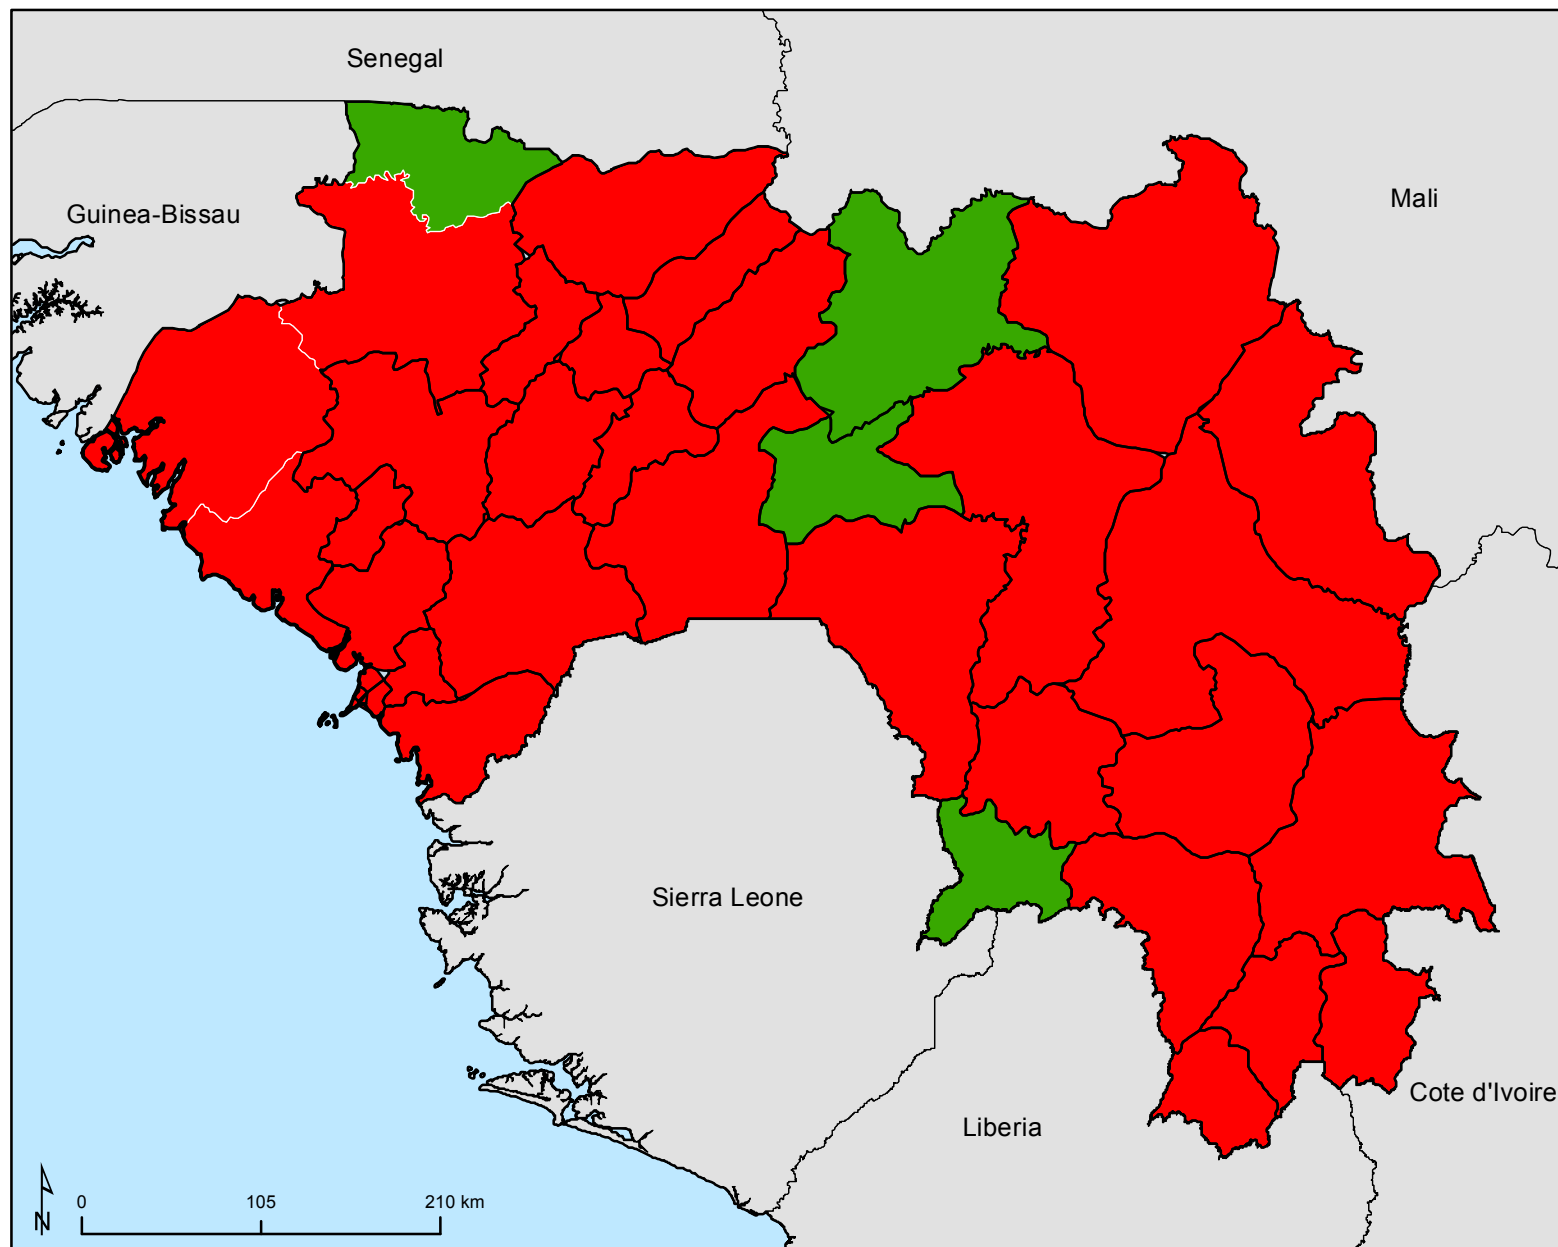 Senegal
Mali
Guinea-Bissau
Sierra Leone
Cote d'Ivoire
Liberia
0 105 210 km
N